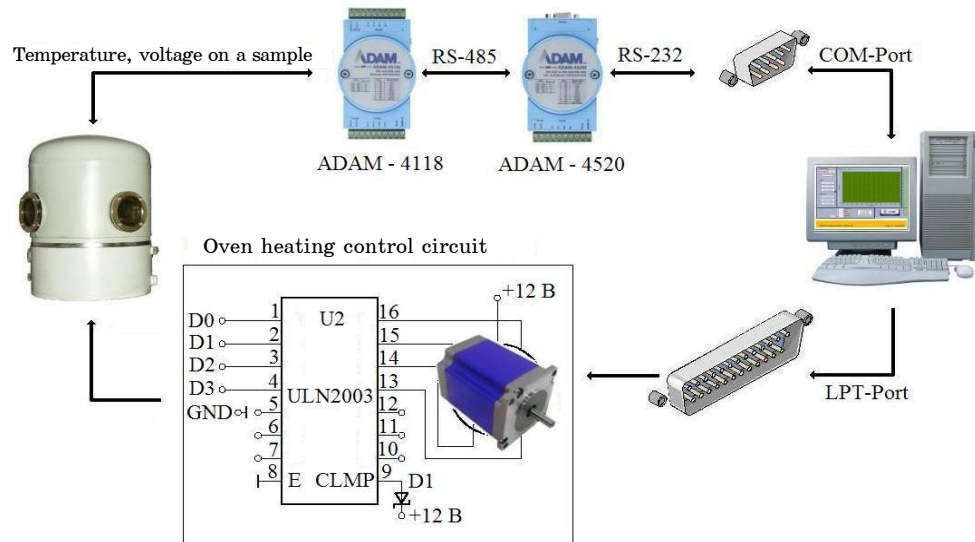 Temperature, voltage on a sample
ADAM
RS-485
ADAM
RS-232
COM-Port
ADAM - 4118
ADAM - 4520
Oven heating control circuit
+12 B
1
U2
16
D0
2
15
D1
3
14
D2
4
13
D3
ULN2003
GND
5
12
6
11
7
10
8
E
CLMP
9
D1
+12 B
LPT-Port